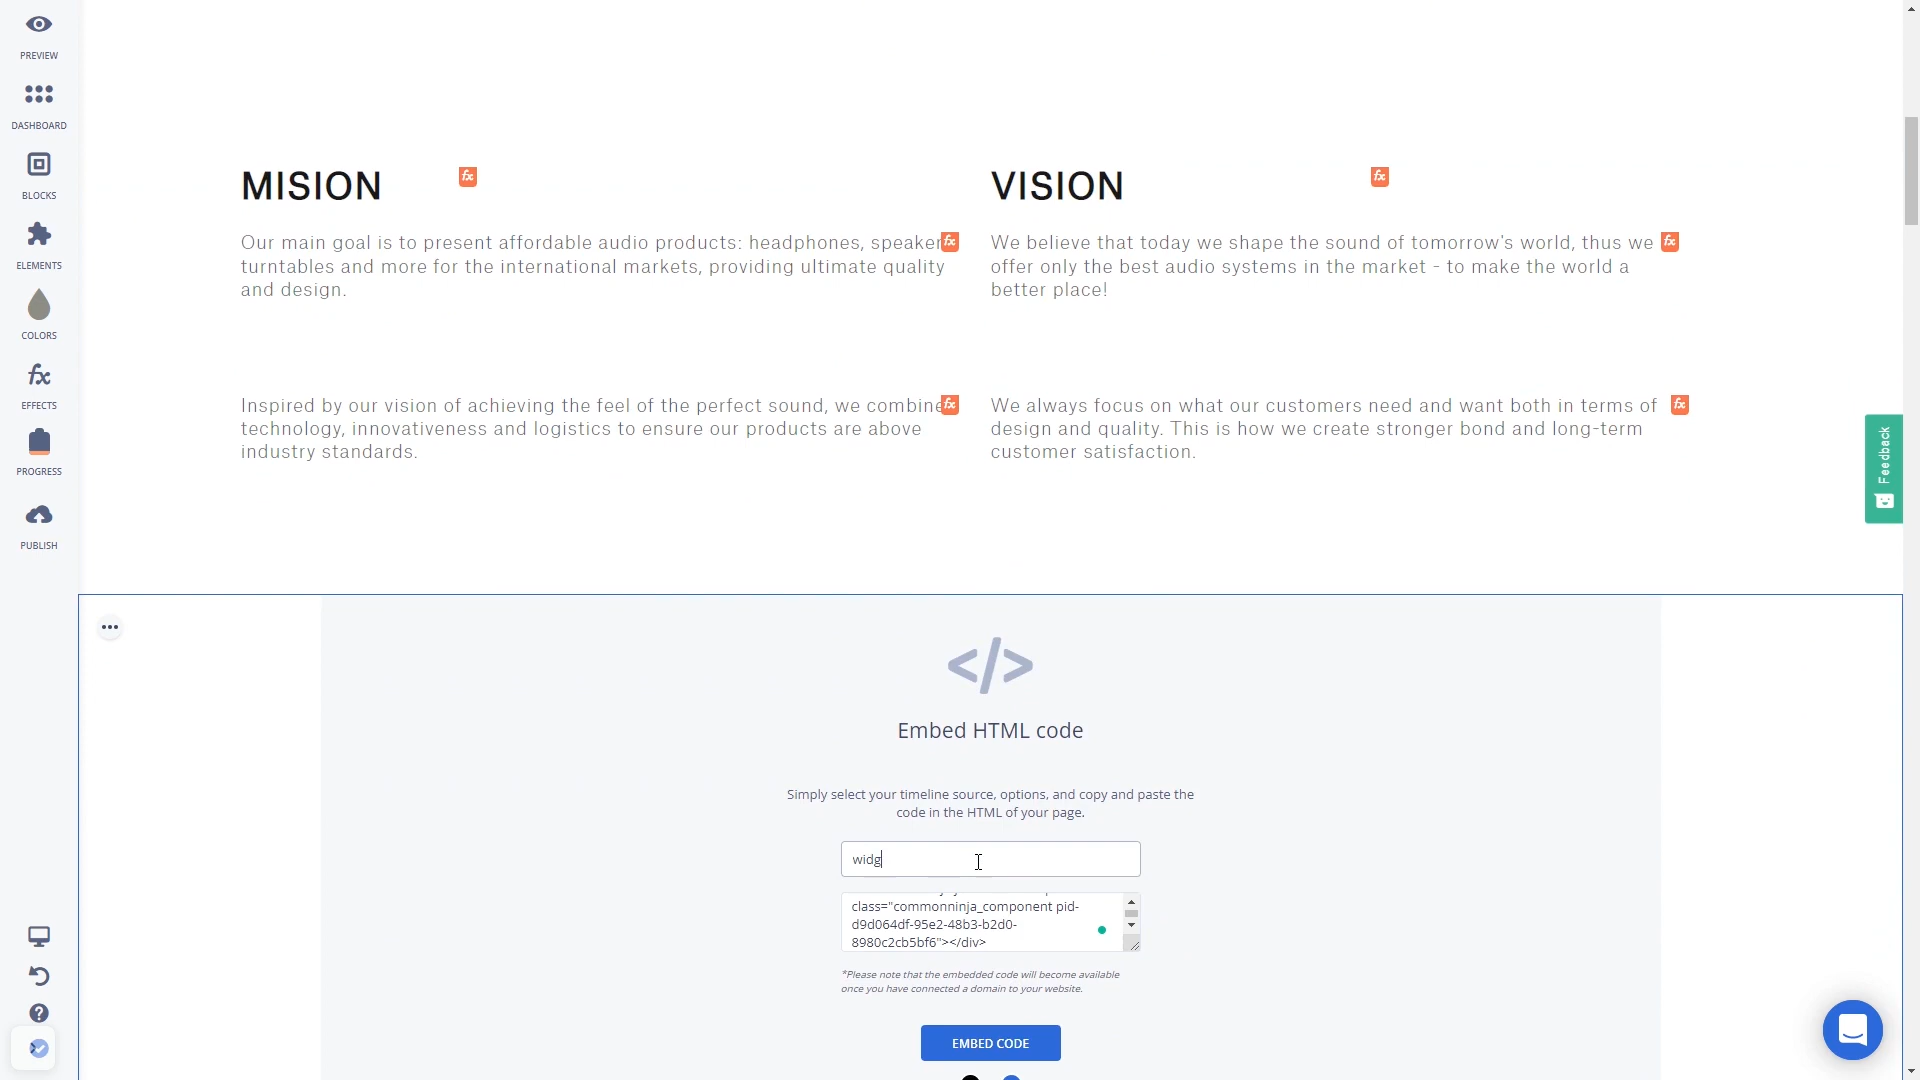 PREVIEW
DASHBOARD
BLOCKS
ELEMENTS
COLORS
fx
EFFECTS
PROGRESS
PUBLISH
MISION
fx
Our main goal is to present affordable audio products: headphones, speaker
fx
turntables and more for the international markets, providing ultimate quality
and design.
VISION
fx
We believe that today we shape the sound of tomorrow's world, thus we
fx
offer only the best audio systems in the market - to make the world a
better place!
Inspired by our vision of achieving the feel of the perfect sound, we combine
fx
technology, innovativeness and logistics to ensure our products are above
industry standards.
We always focus on what our customers need and want both in terms of
fx
design and quality. This is how we create stronger bond and long-term
customer satisfaction.
Feedback
</>
Embed HTML code
Simply select your timeline source, options, and copy and paste the
code in the HTML of your page.
widg
class="commonninja_component pid-
d9d064df-95e2-48b3-b2d0-
8980c2cb5bf6"></div>
*Please note that the embedded code will become available
once you have connected a domain to your website.
EMBED CODE